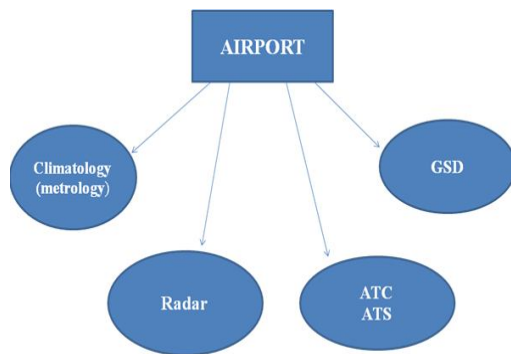 AIRPORT
Climatology
(metrology)
GSD
Radar
ATC
ATS